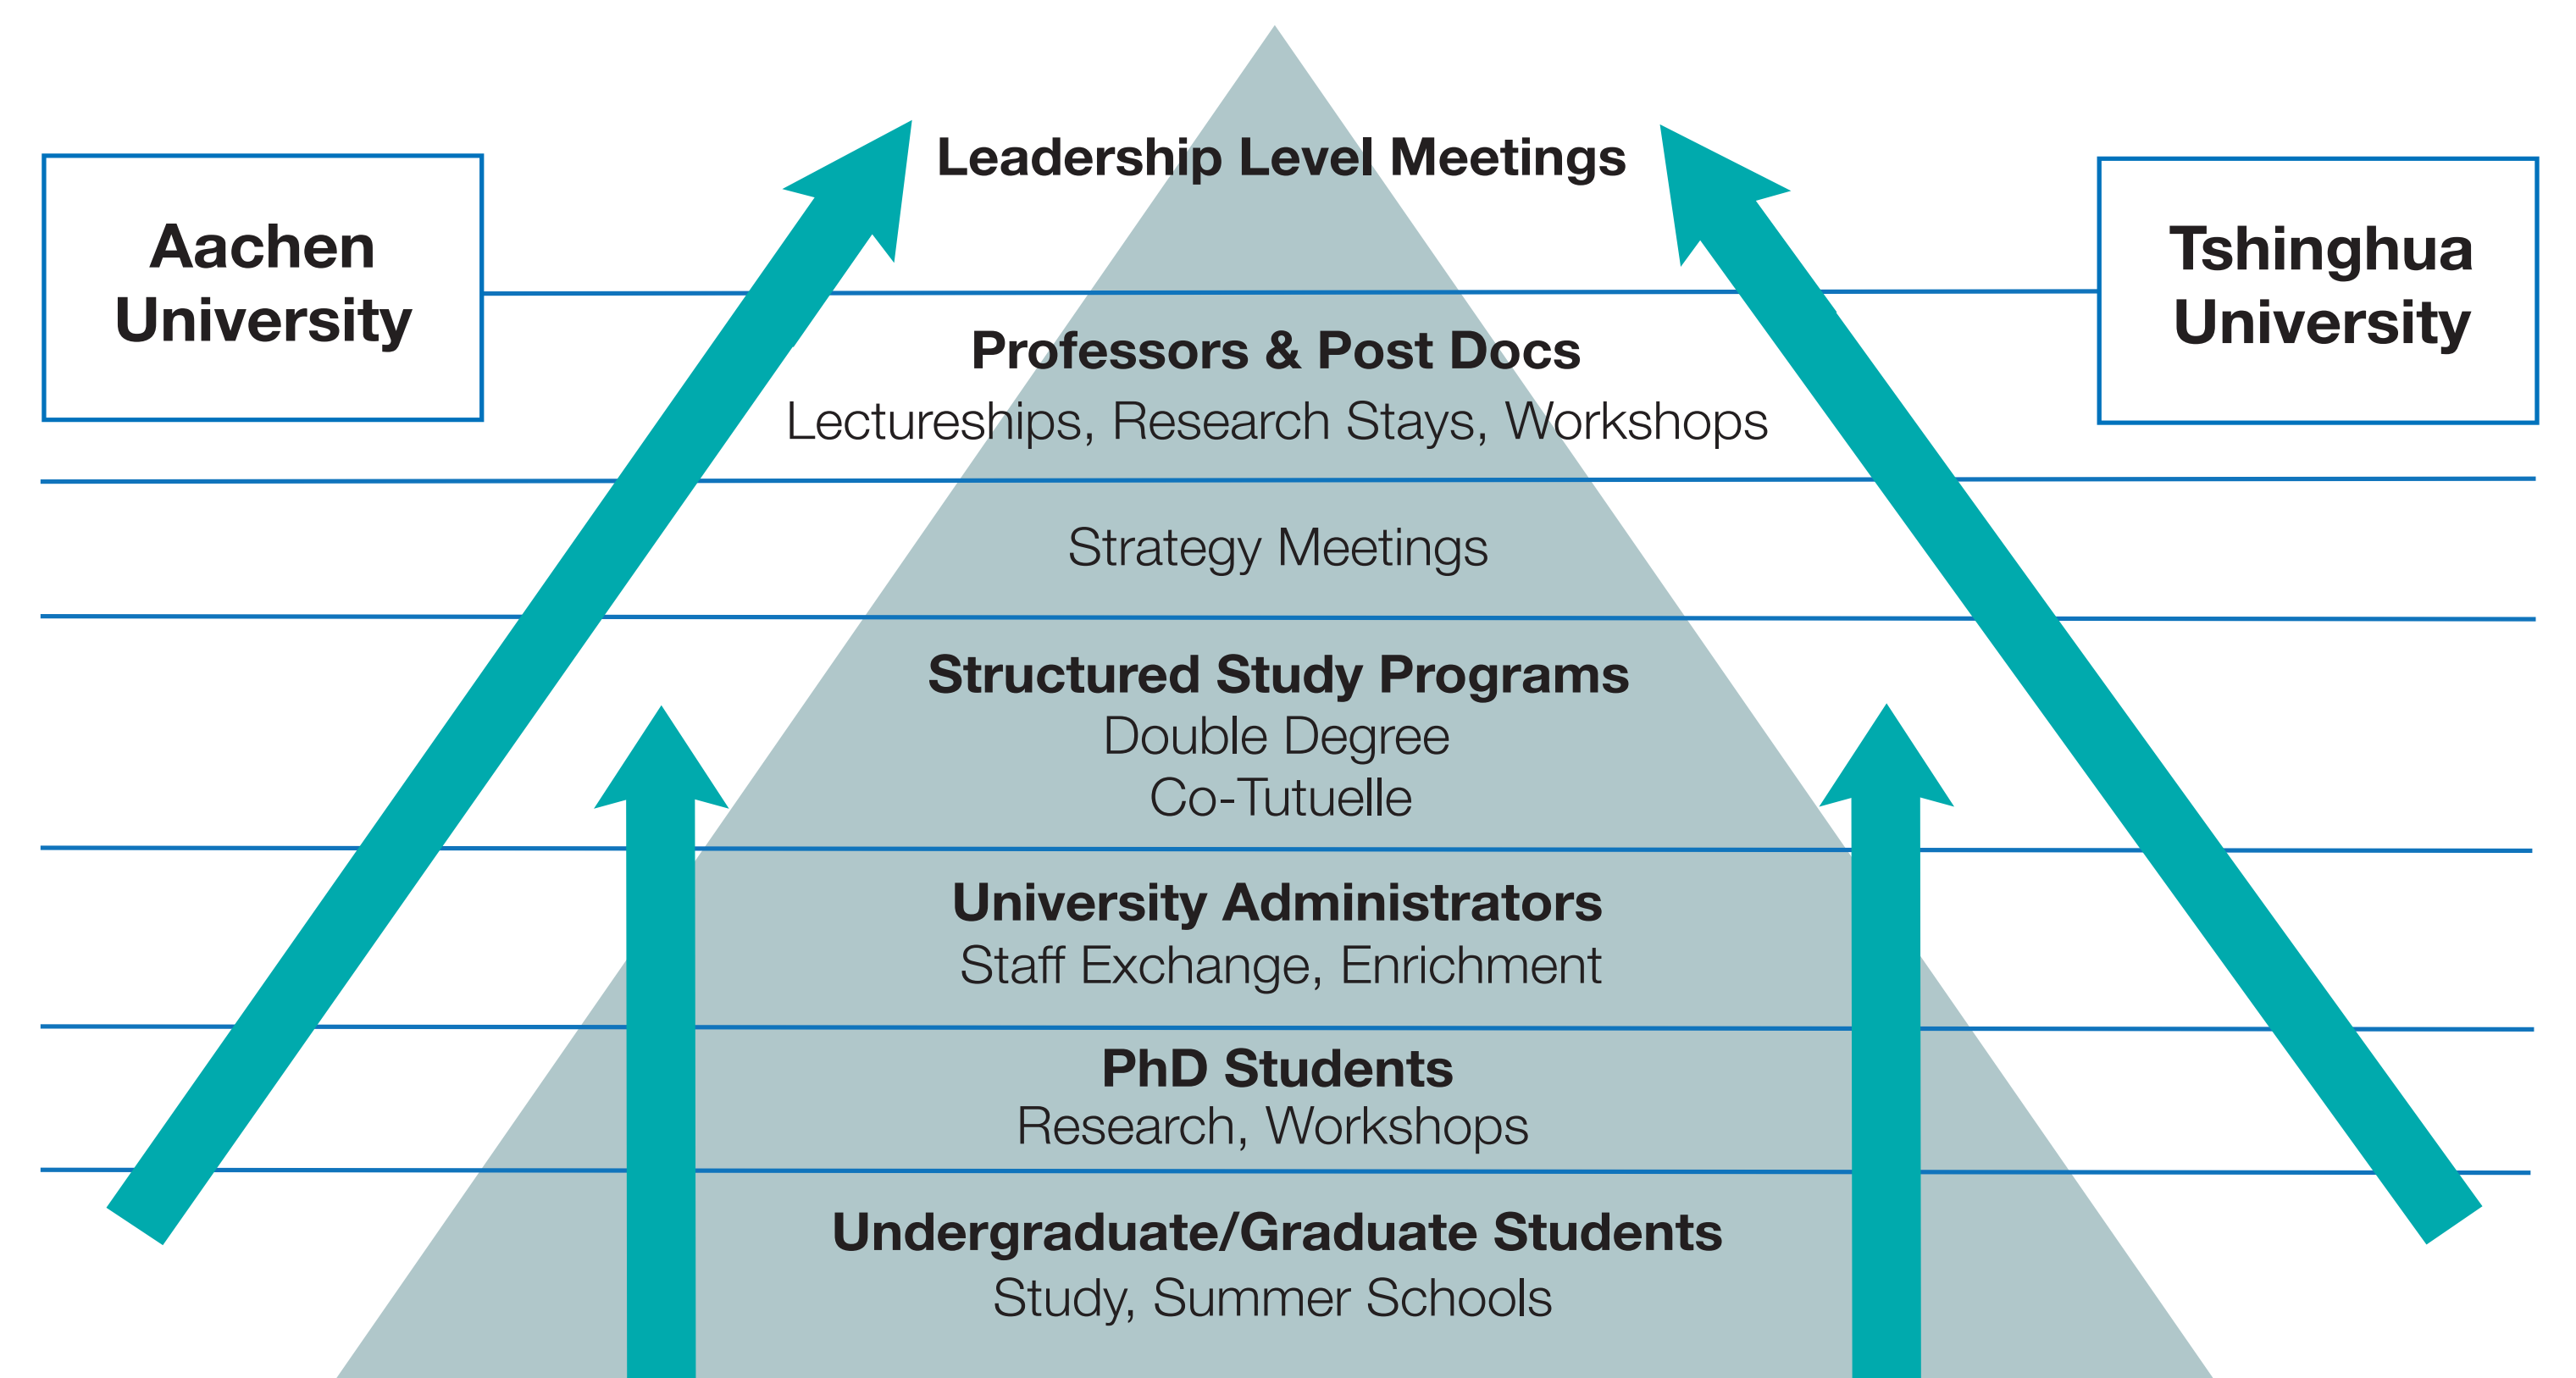 Leadership Level Meetings
Aachen
University
Tshinghua
University
Professors & Post Docs
Lectureships, Research Stays, Workshops
Strategy Meetings
Structured Study Programs
Double Degree
Co-Tutuelle
University Administrators
Staff Exchange, Enrichment
PhD Students
Research, Workshops
Undergraduate/Graduate Students
Study, Summer Schools